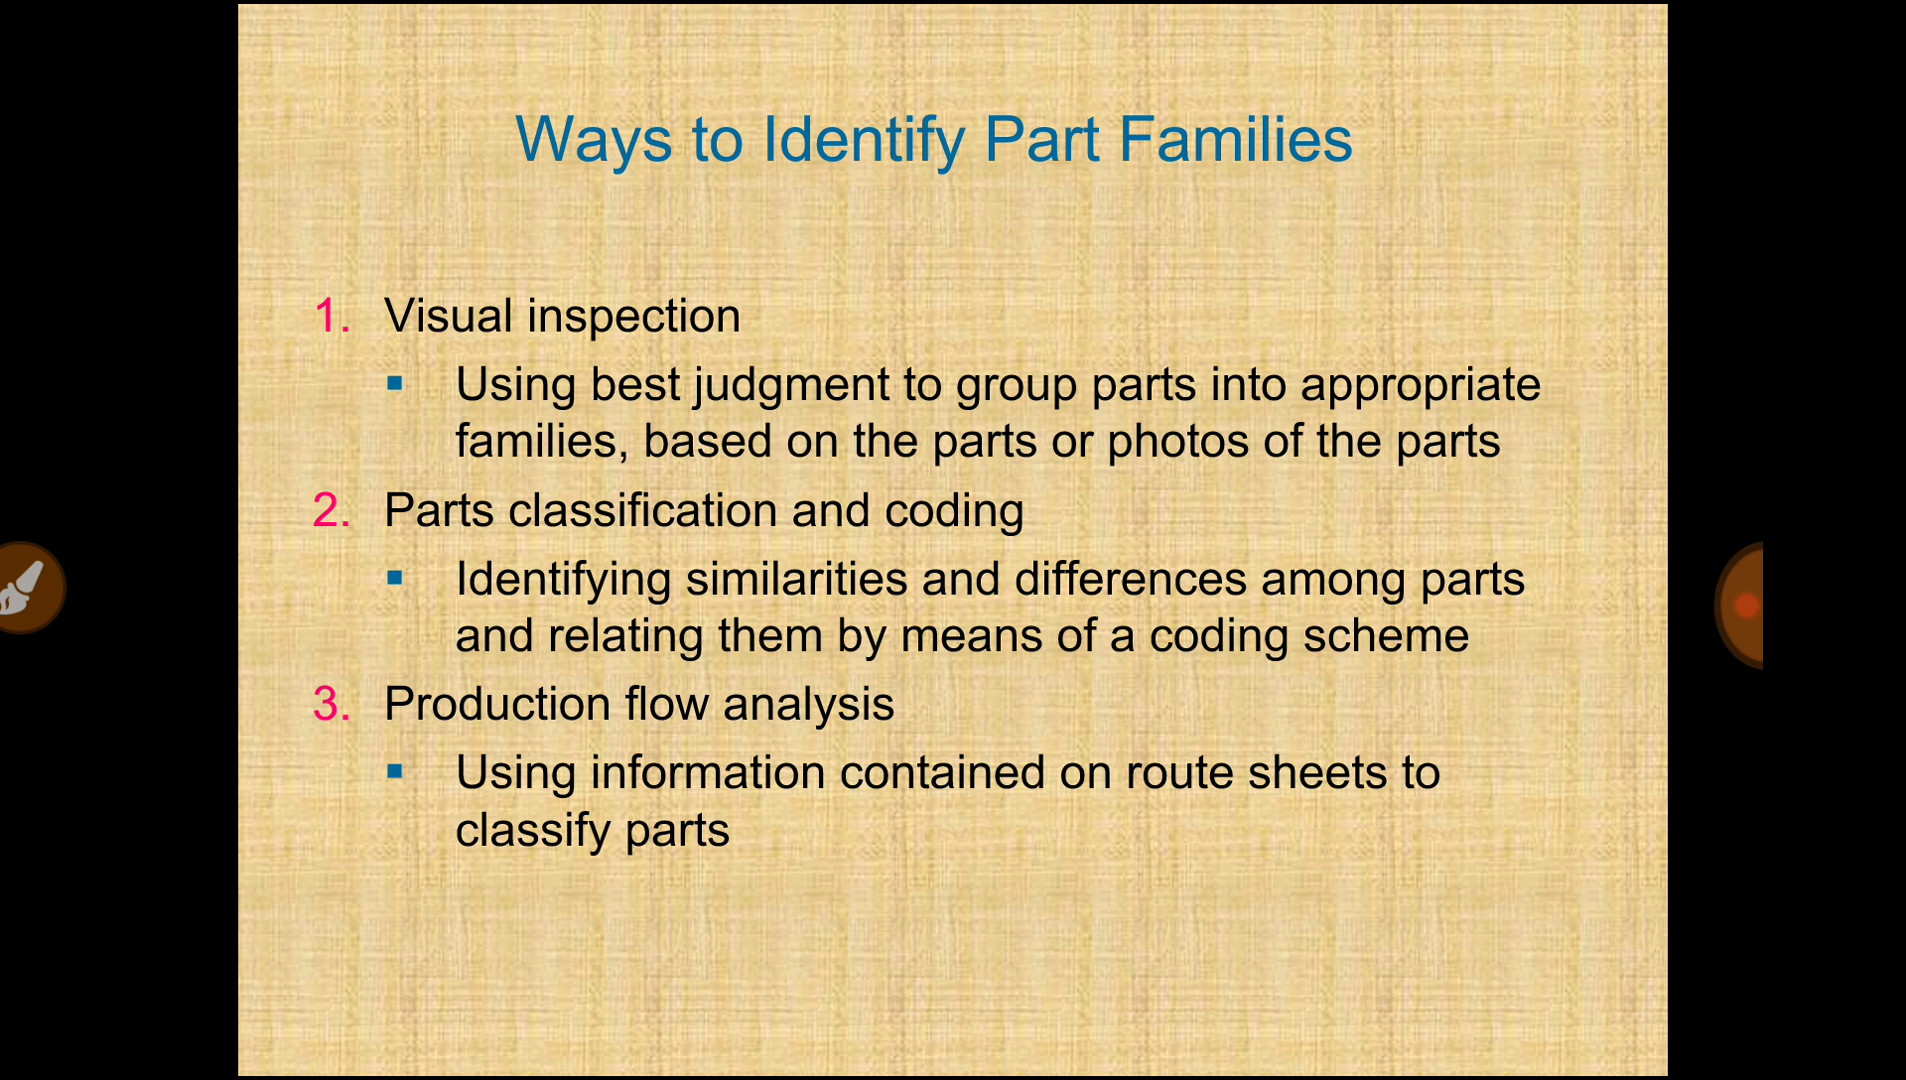 Ways to Identify Part Families
1. Visual inspection
▪ Using best judgment to group parts into appropriate
families, based on the parts or photos of the parts
2. Parts classification and coding
▪ Identifying similarities and differences among parts
and relating them by means of a coding scheme
3. Production flow analysis
▪ Using information contained on route sheets to
classify parts